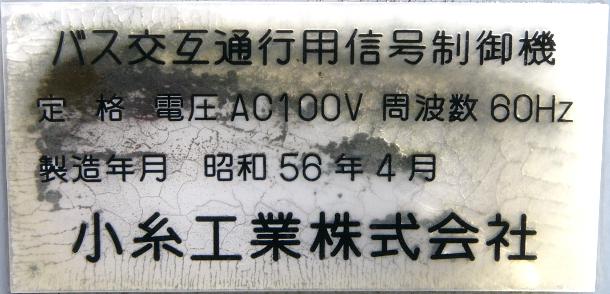 バス交互通行用信号制御機
定格 電圧 AC100V 周波数 60Hz
製造年月 昭和56年4月
小糸工業株式会社